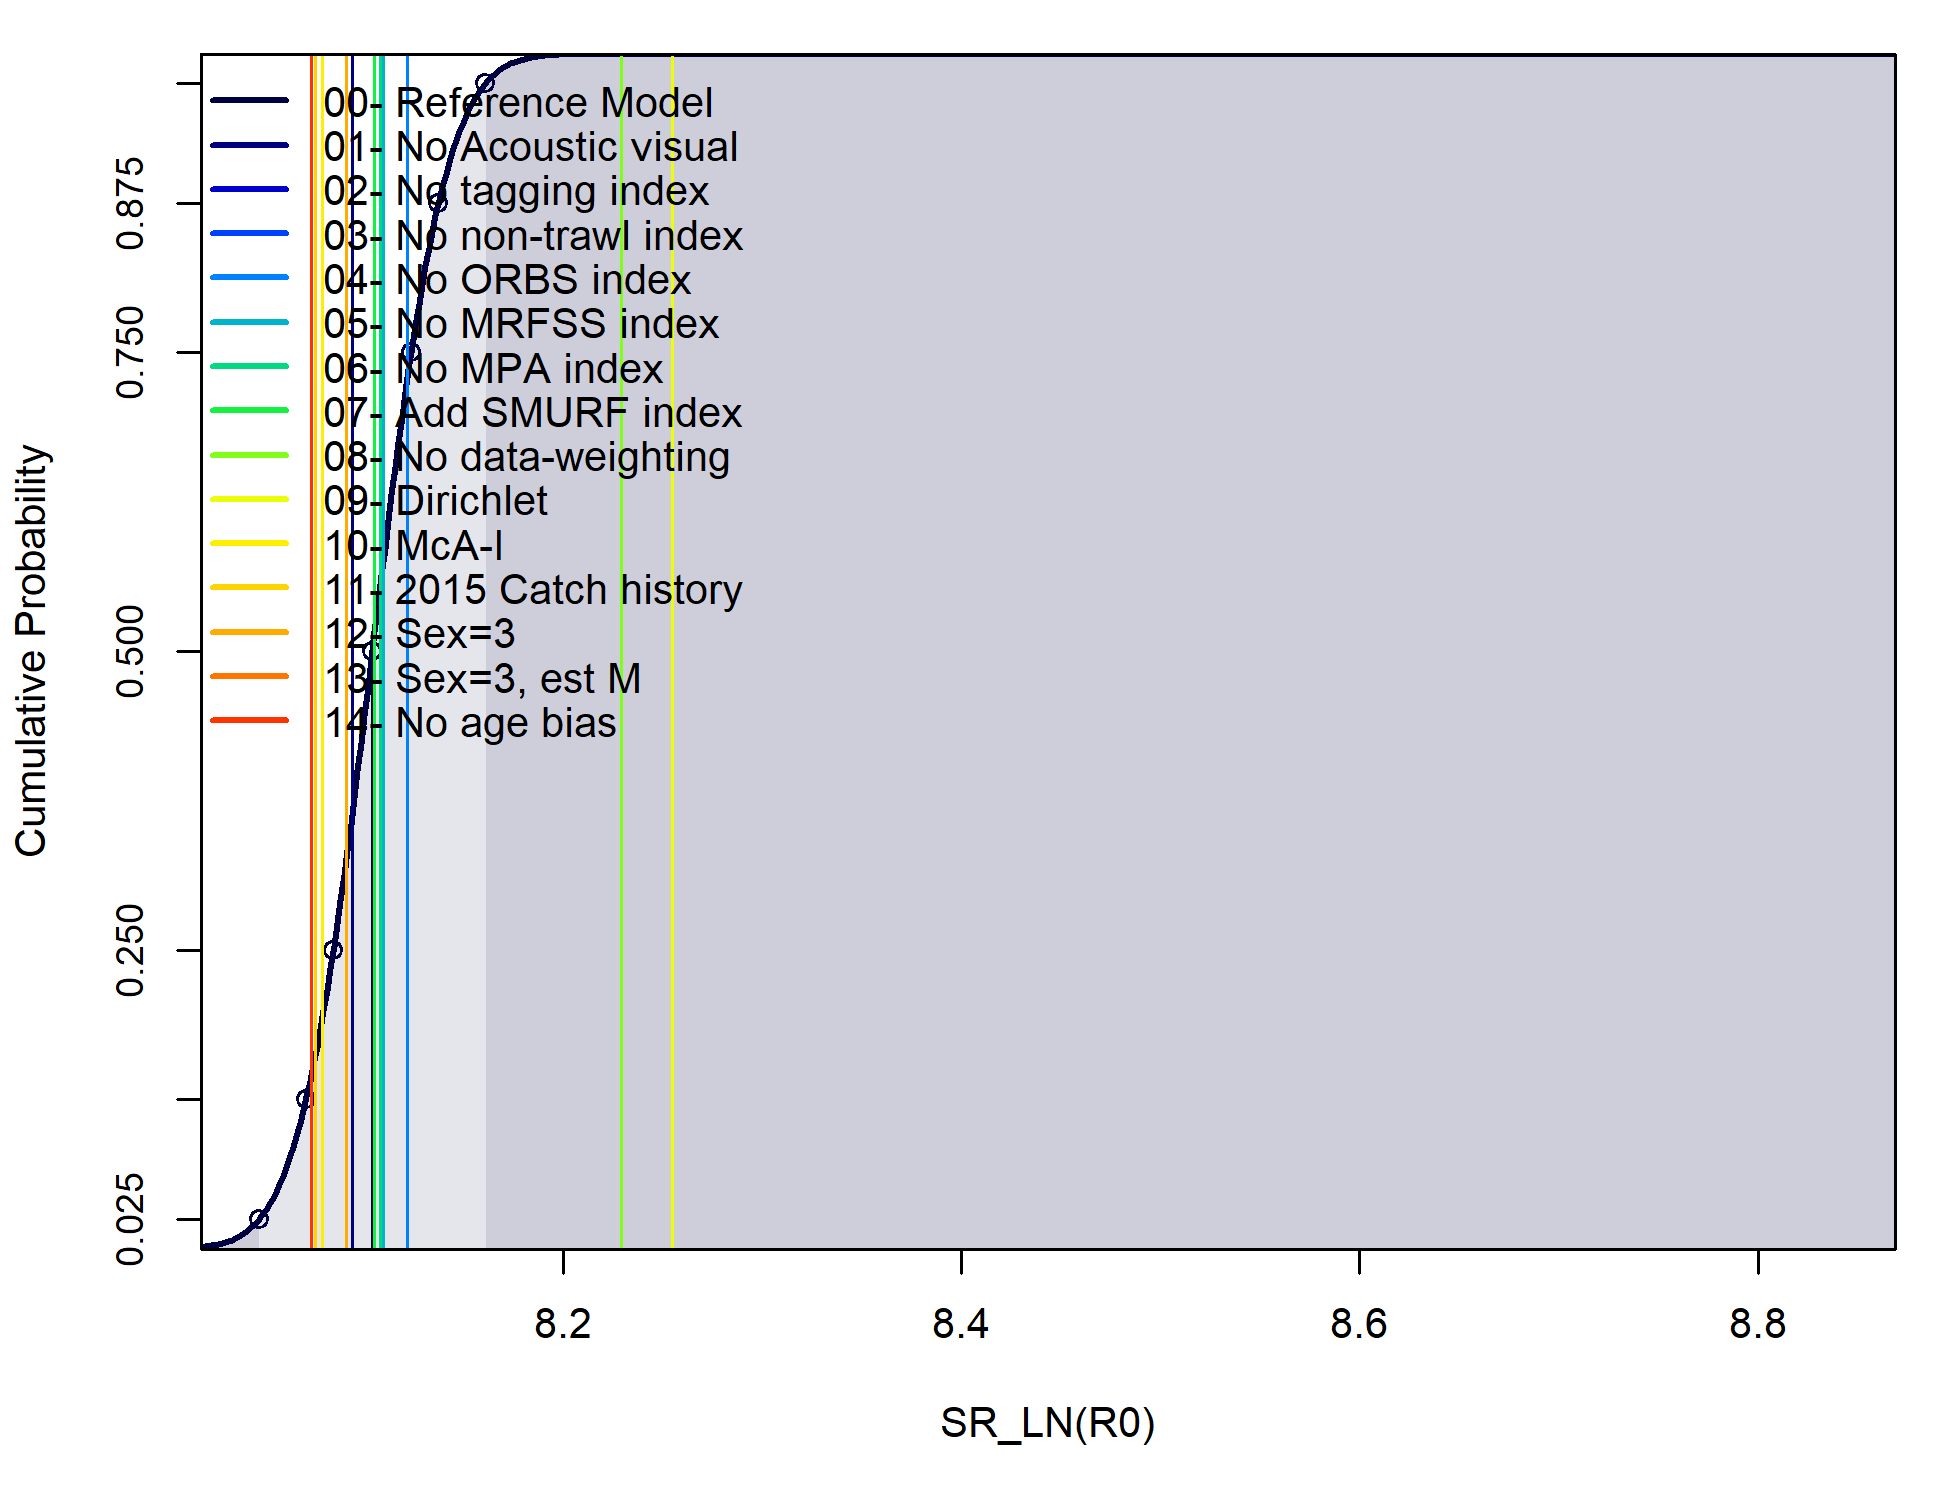 00- Reference Model
01- No Acoustic visual
02- No tagging index
03- No non-trawl index
04- No ORBS index
05- No MRFSS index
06- No MPA index
07- Add SMURF index
08- No data-weighting
09- Dirichlet
10- McA-I
11- 2015 Catch history
12- Sex=3
13- Sex=3, est M
14- No age bias
Cumulative Probability
0.875
0.750
0.500
0.250
0.025
8.2
8.4
8.6
8.8
SR_LN(R0)